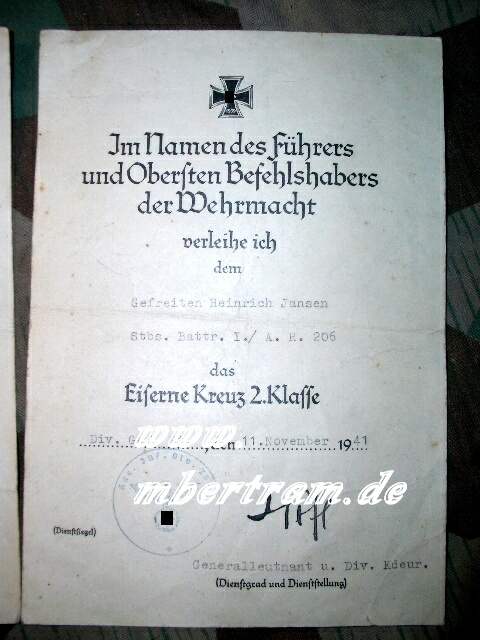 Im Namen des Führers
und Obersten Befehlshabers
der Wehrmacht
verleihe ich
dem
Gefreiten Heinrich Jansen
Stbs. Battr. I./ A. R. 206
das
Eiserne Kreuz 2.Klasse
Div. ,den 11.November 1941
www
mbertram.de
(Dienstsiegel)
Generalleutnant u. Div. Kdeur.
(Dienstgrad und Dienststellung)